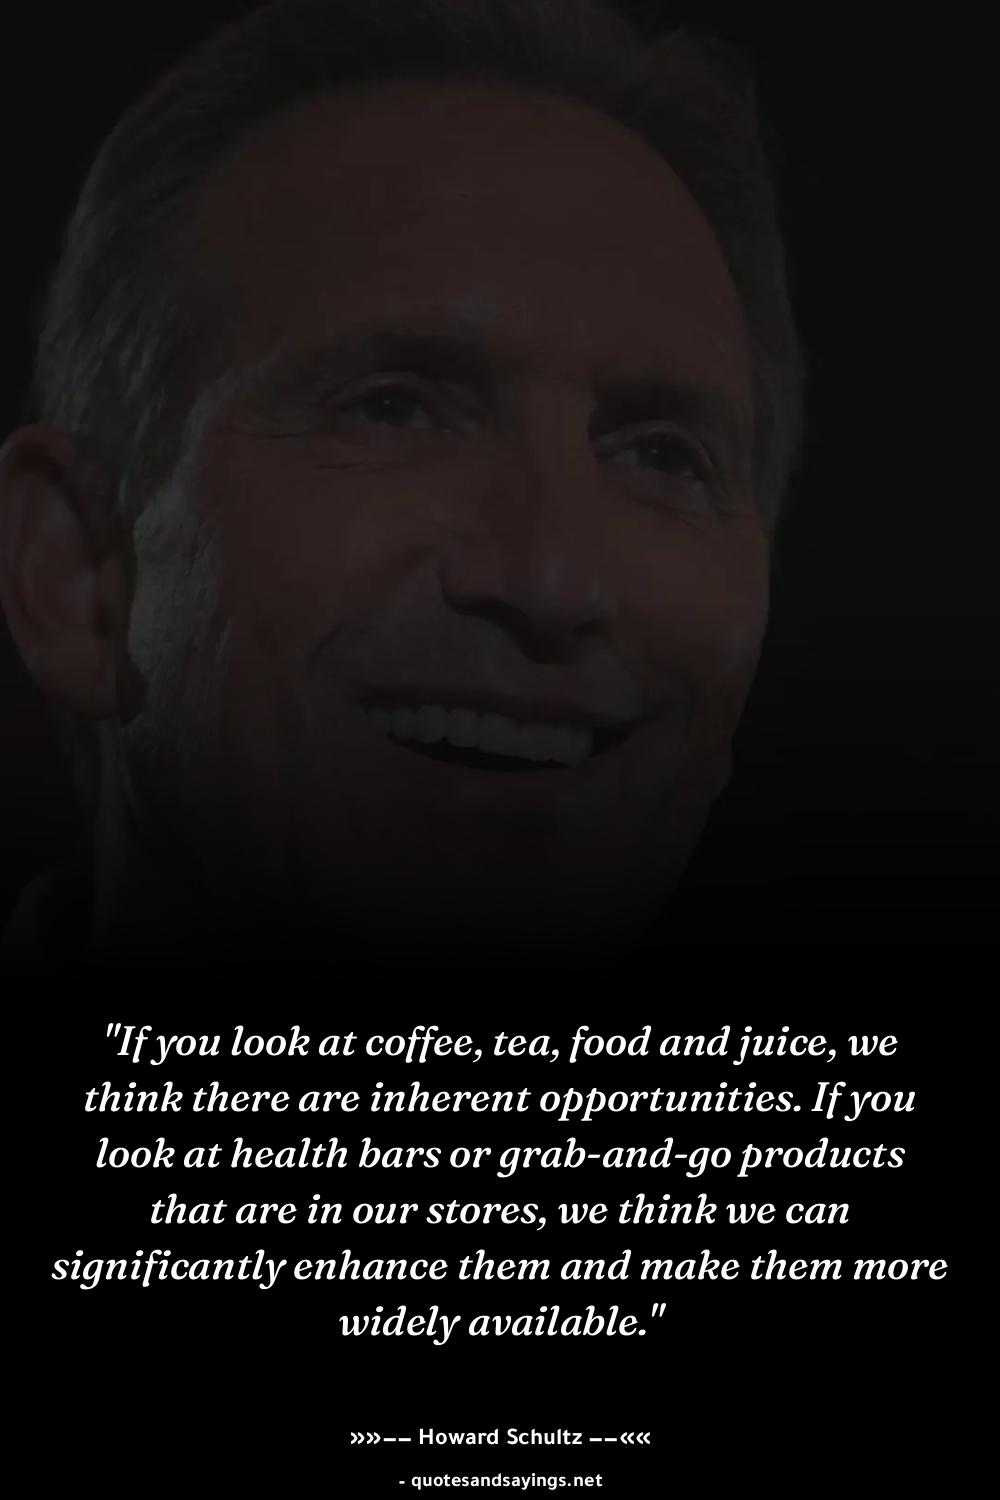 "If you look at coffee, tea, food and juice, we
think there are inherent opportunities. If you
look at health bars or grab-and-go products
that are in our stores, we think we can
significantly enhance them and make them more
widely available."
»»−− Howard Schultz −−««
- quotesandsayings.net